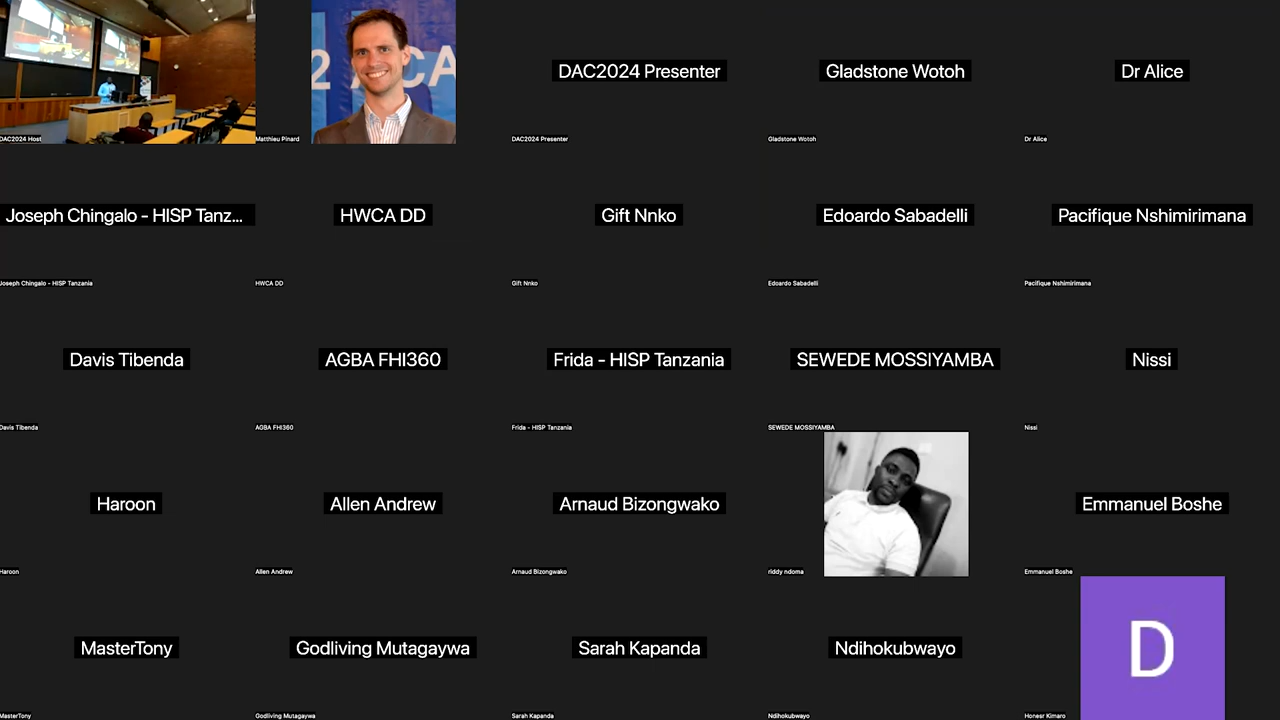 DAC2024 Host
2 ACA
Matthieu Pinard
DAC2024 Presenter
DAC2024 Presenter
Gladstone Wotoh
Gladstone Wotoh
Dr Alice
Dr Alice
Joseph Chingalo - HISP Tanz...
Joseph Chingalo - HISP Tanzania
HWCA DD
HWCA DD
Gift Nnko
Gift Nnko
Edoardo Sabadelli
Edoardo Sabadelli
Pacifique Nshimirimana
Pacifique Nshimirimana
Davis Tibenda
Davis Tibenda
AGBA FHI360
AGBA FHI360
Frida - HISP Tanzania
Frida - HISP Tanzania
SEWEDE MOSSIYAMBA
SEWEDE MOSSIYAMBA
Nissi
Nissi
Haroon
Haroon
Allen Andrew
Allen Andrew
Arnaud Bizongwako
Arnaud Bizongwako
riddy ndoma
Emmanuel Boshe
Emmanuel Boshe
MasterTony
MasterTony
Godliving Mutagaywa
Godliving Mutagaywa
Sarah Kapanda
Sarah Kapanda
Ndihokubwayo
Ndihokubwayo
D
Honesr Kimaro